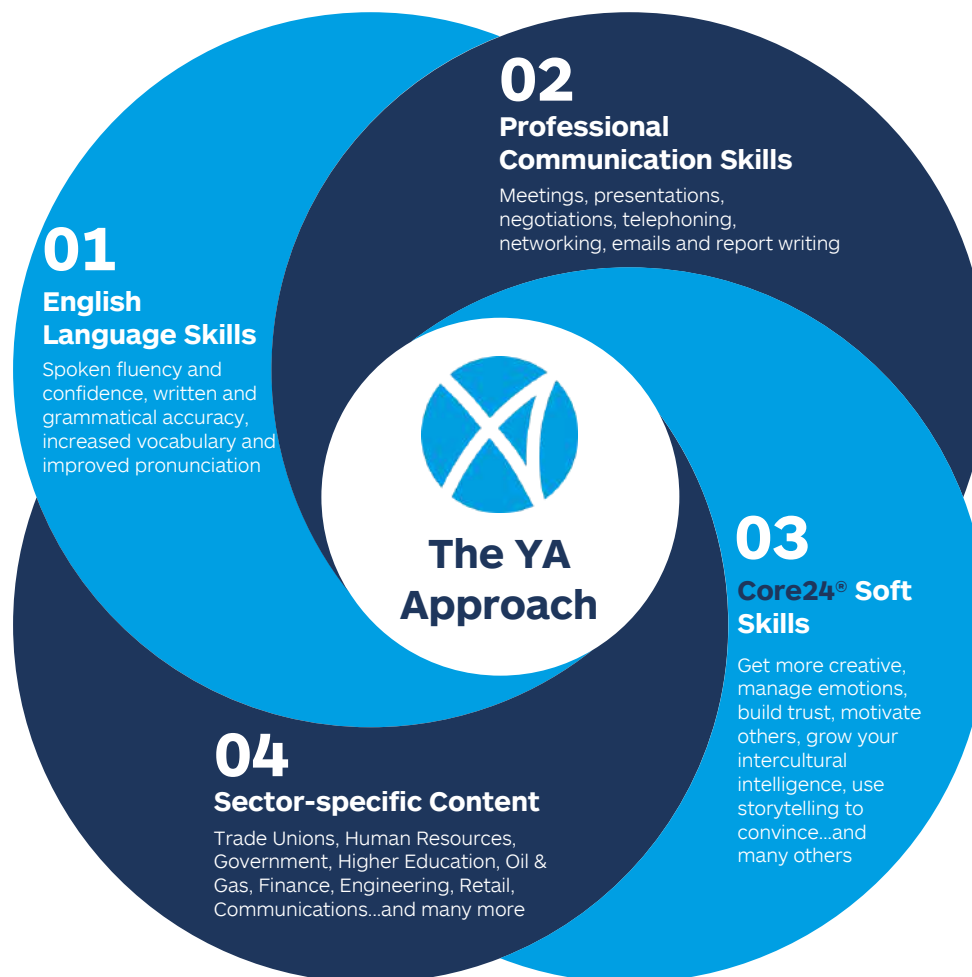 01
English
Language Skills
Spoken fluency and
confidence, written and
grammatical accuracy,
increased vocabulary and
improved pronunciation
02
Professional
Communication Skills
Meetings, presentations,
negotiations, telephoning,
networking, emails and report writing
The YA
Approach
03
Core24® Soft
Skills
Get more creative,
manage emotions,
build trust, motivate
others, grow your
intercultural
intelligence, use
storytelling to
convince...and
many others
04
Sector-specific Content
Trade Unions, Human Resources,
Government, Higher Education, Oil &
Gas, Finance, Engineering, Retail,
Communications...and many more